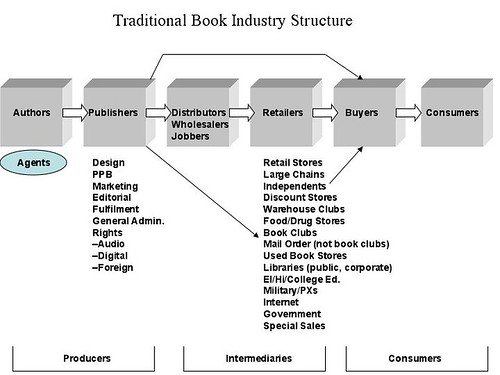 Traditional Book Industry Structure
Authors
Publishers
Distributors
Wholesalers
Jobbers
Retailers
Buyers
Consumers
Agents
Design
PPB
Marketing
Editorial
Fulfilment
General Admin.
Rights
–Audio
–Digital
–Foreign
Retail Stores
Large Chains
Independents
Discount Stores
Warehouse Clubs
Food/Drug Stores
Book Clubs
Mail Order (not book clubs)
Used Book Stores
Libraries (public, corporate)
El/Hi/College Ed.
Military/PXs
Internet
Government
Special Sales
Producers
Intermediaries
Consumers